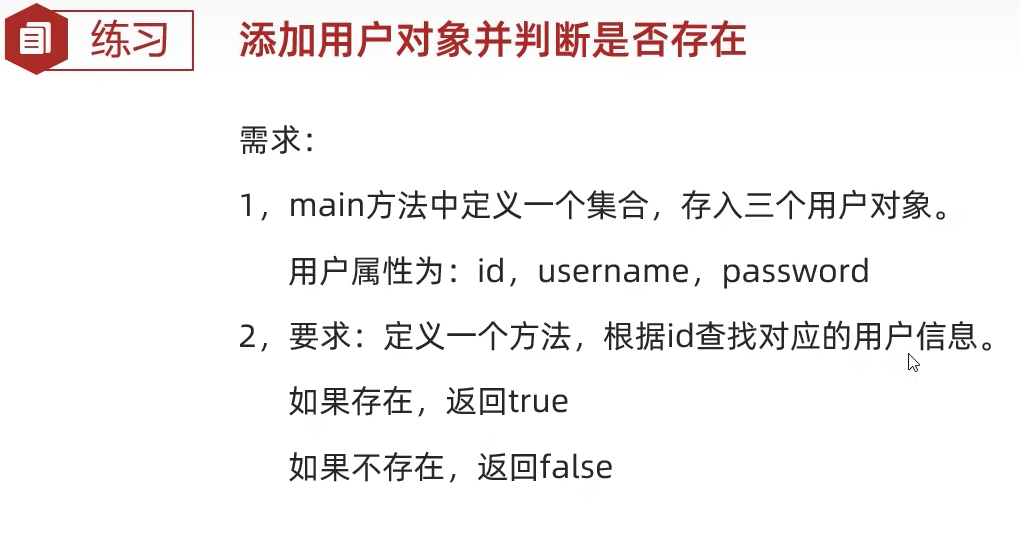 练习
添加用户对象并判断是否存在
需求：
1，main方法中定义一个集合，存入三个用户对象。
用户属性为：id，username，password
2，要求：定义一个方法，根据id查找对应的用户信息。
如果存在，返回true
如果不存在，返回false